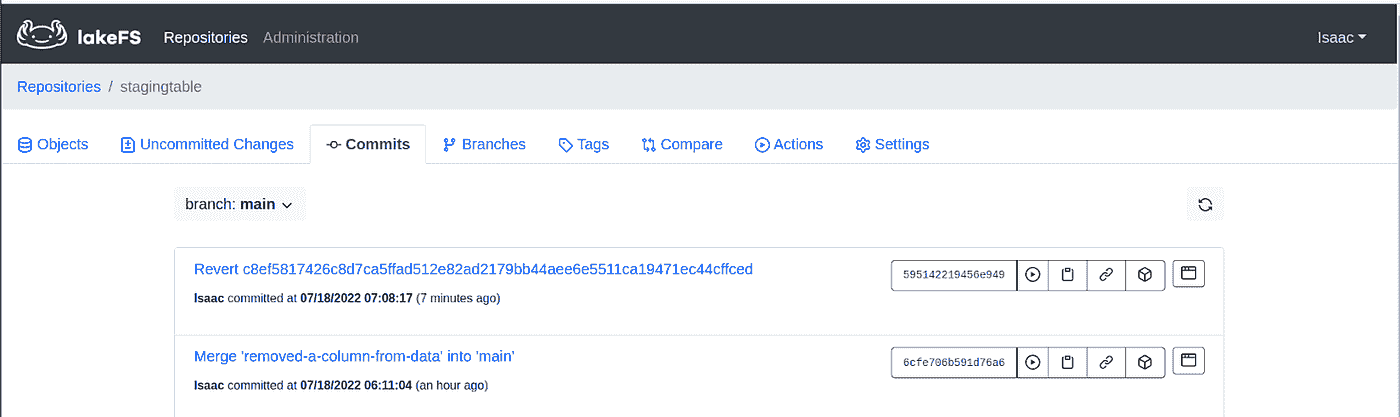 lakeFS Repositories Administration Isaac
Repositories / stagingtable
Objects Uncommitted Changes Commits Branches Tags Compare Actions Settings
branch: main
Revert c8ef5817426c8d7ca5ffad512e82ad2179bb44aee6e5511ca19471ec44cffced 595142219456e949
Isaac committed at 07/18/2022 07:08:17 (7 minutes ago)
Merge 'removed-a-column-from-data' into 'main' 6cfe706b591d76a6
Isaac committed at 07/18/2022 06:11:04 (an hour ago)